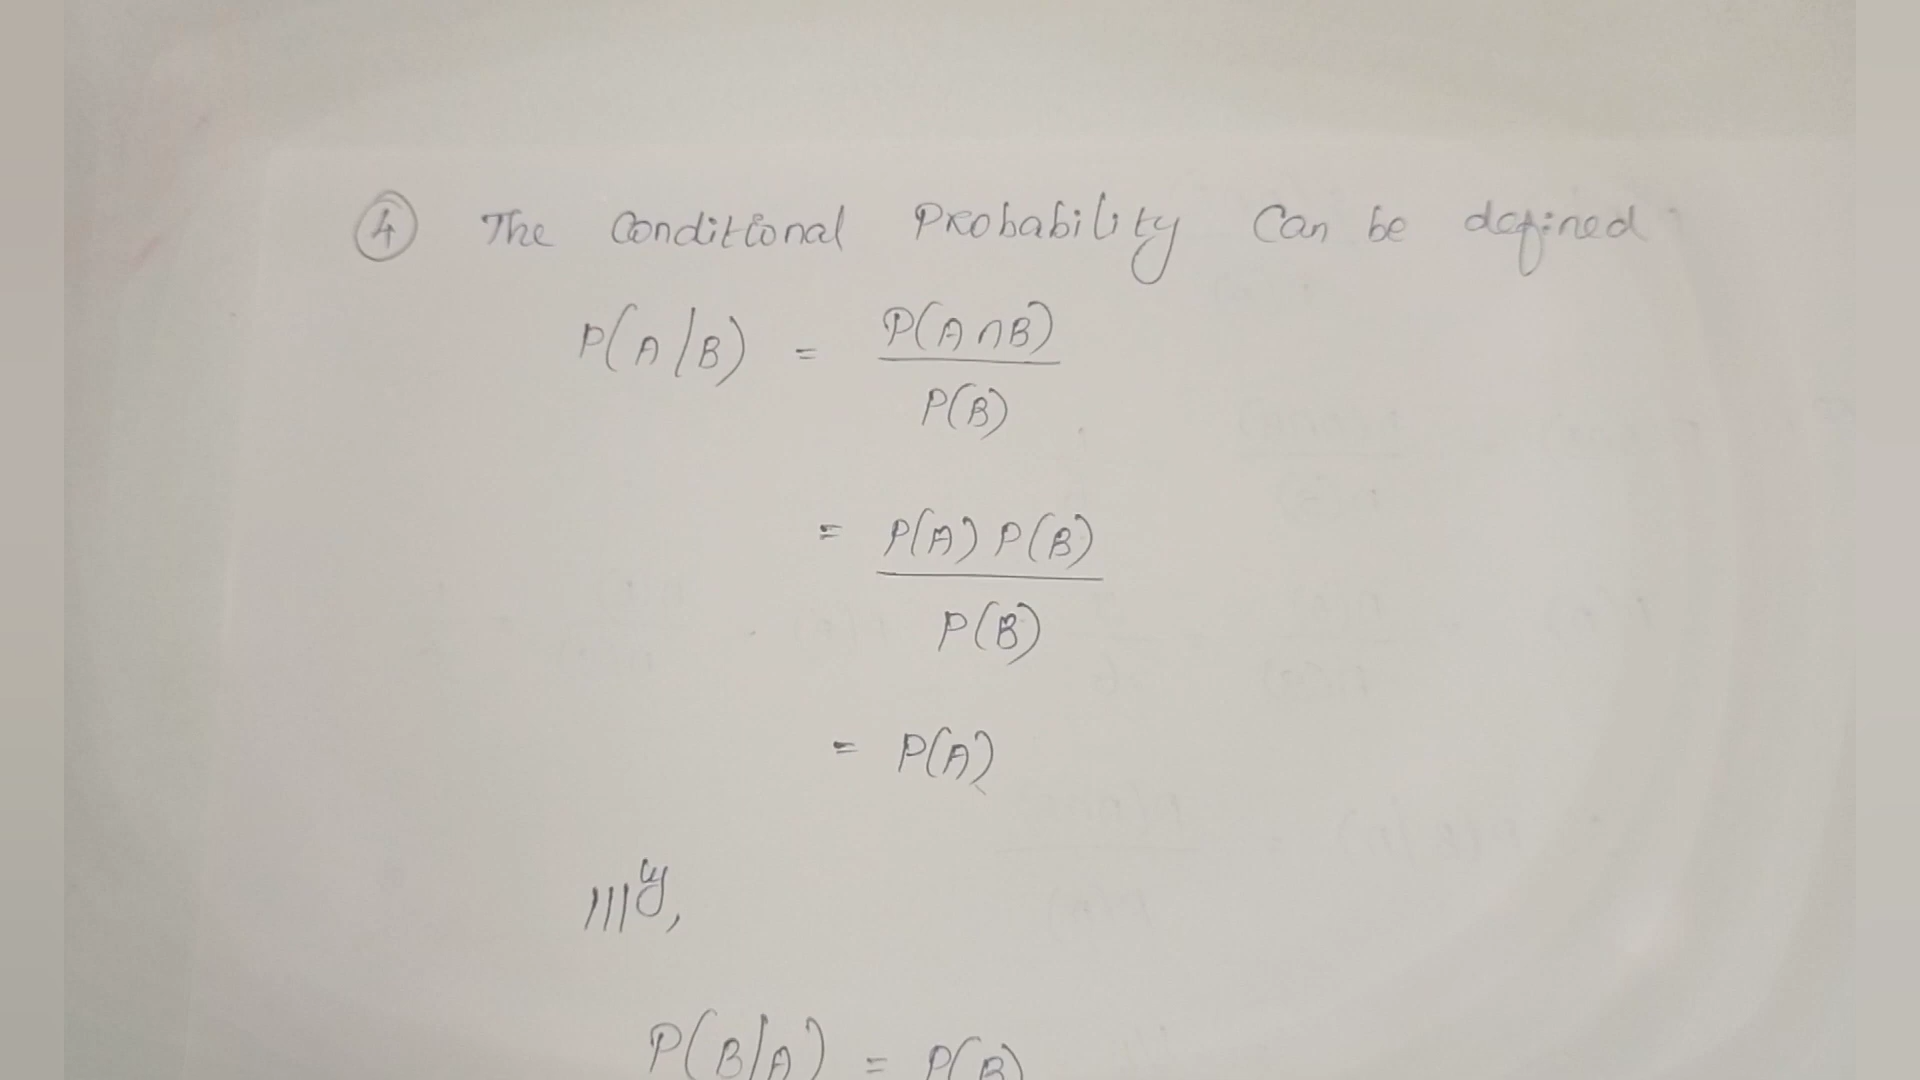 ④ The Conditional Probability Can be defined
P(A/B) = P(A∩B)
P(B)
= P(A) P(B)
P(B)
= P(A)
|||ly,
P(B/A) = P(B)